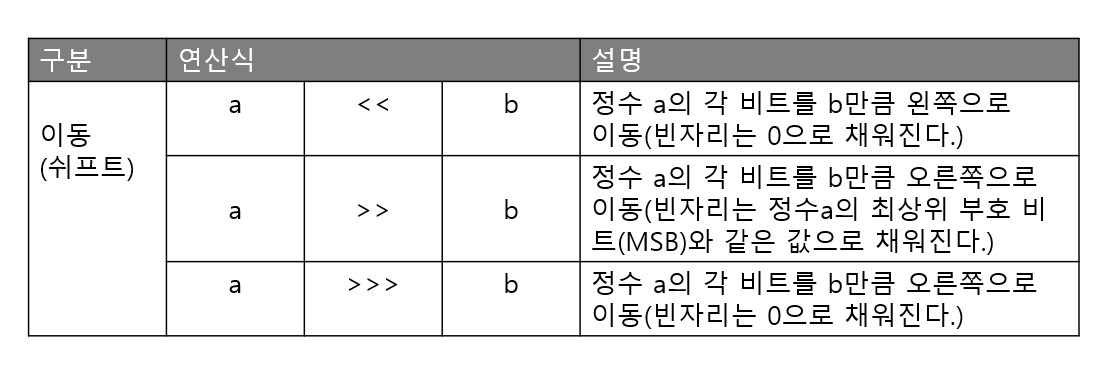 구분 연산식 설명
이동
(쉬프트)
a << b 정수 a의 각 비트를 b만큼 왼쪽으로
이동(빈자리는 0으로 채워진다.)
a >> b 정수 a의 각 비트를 b만큼 오른쪽으로
이동(빈자리는 정수a의 최상위 부호 비
트(MSB)와 같은 값으로 채워진다.)
a >>> b 정수 a의 각 비트를 b만큼 오른쪽으로
이동(빈자리는 0으로 채워진다.)